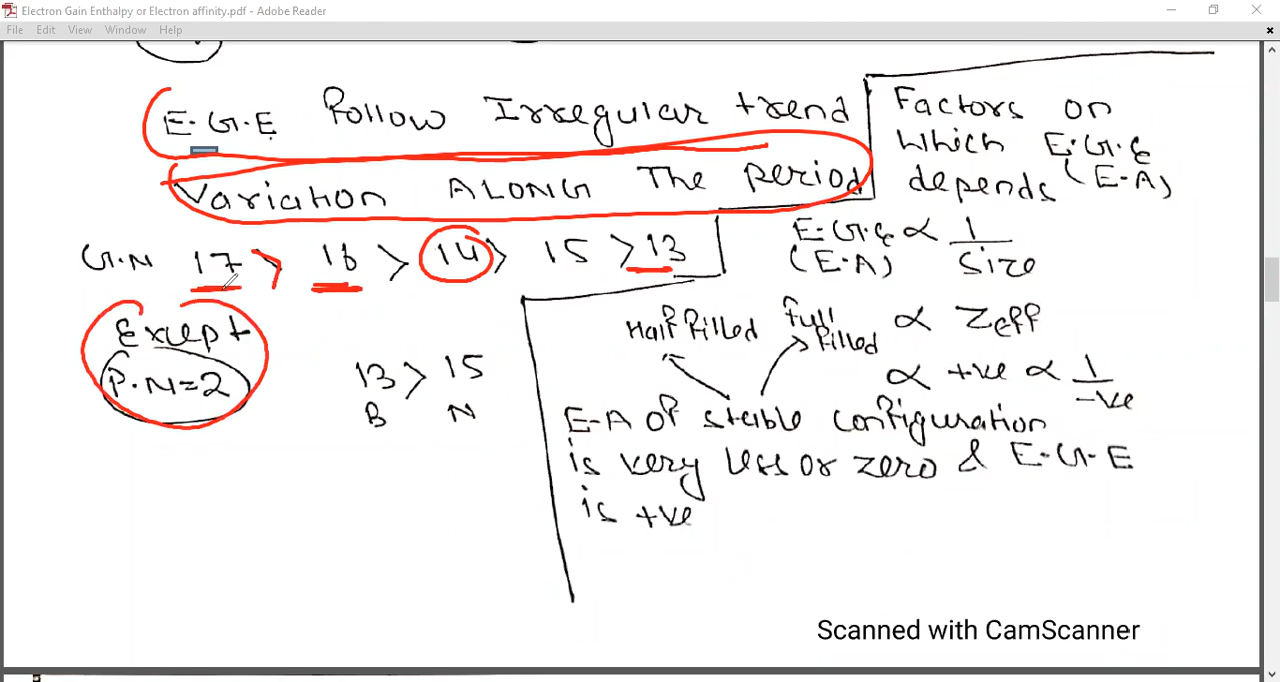 Electron Gain Enthalpy or Electron affinity.pdf - Adobe Reader
File Edit View Window Help
E.G.E Follow Irregular trend
Variation ALONG The period
G.N 17 > 16 > 14 > 15 > 13
Except
P.N=2
13 > 15
B N
Factors on
Which E.G.E
depends (E.A)
E.G.E ∝ 1/Size
(E.A)
∝ Zeff
∝ +ve ∝ 1/-ve
Half filled full filled
E-A of stable configuration
is very less or zero & E-G-E
is +ve
Scanned with CamScanner